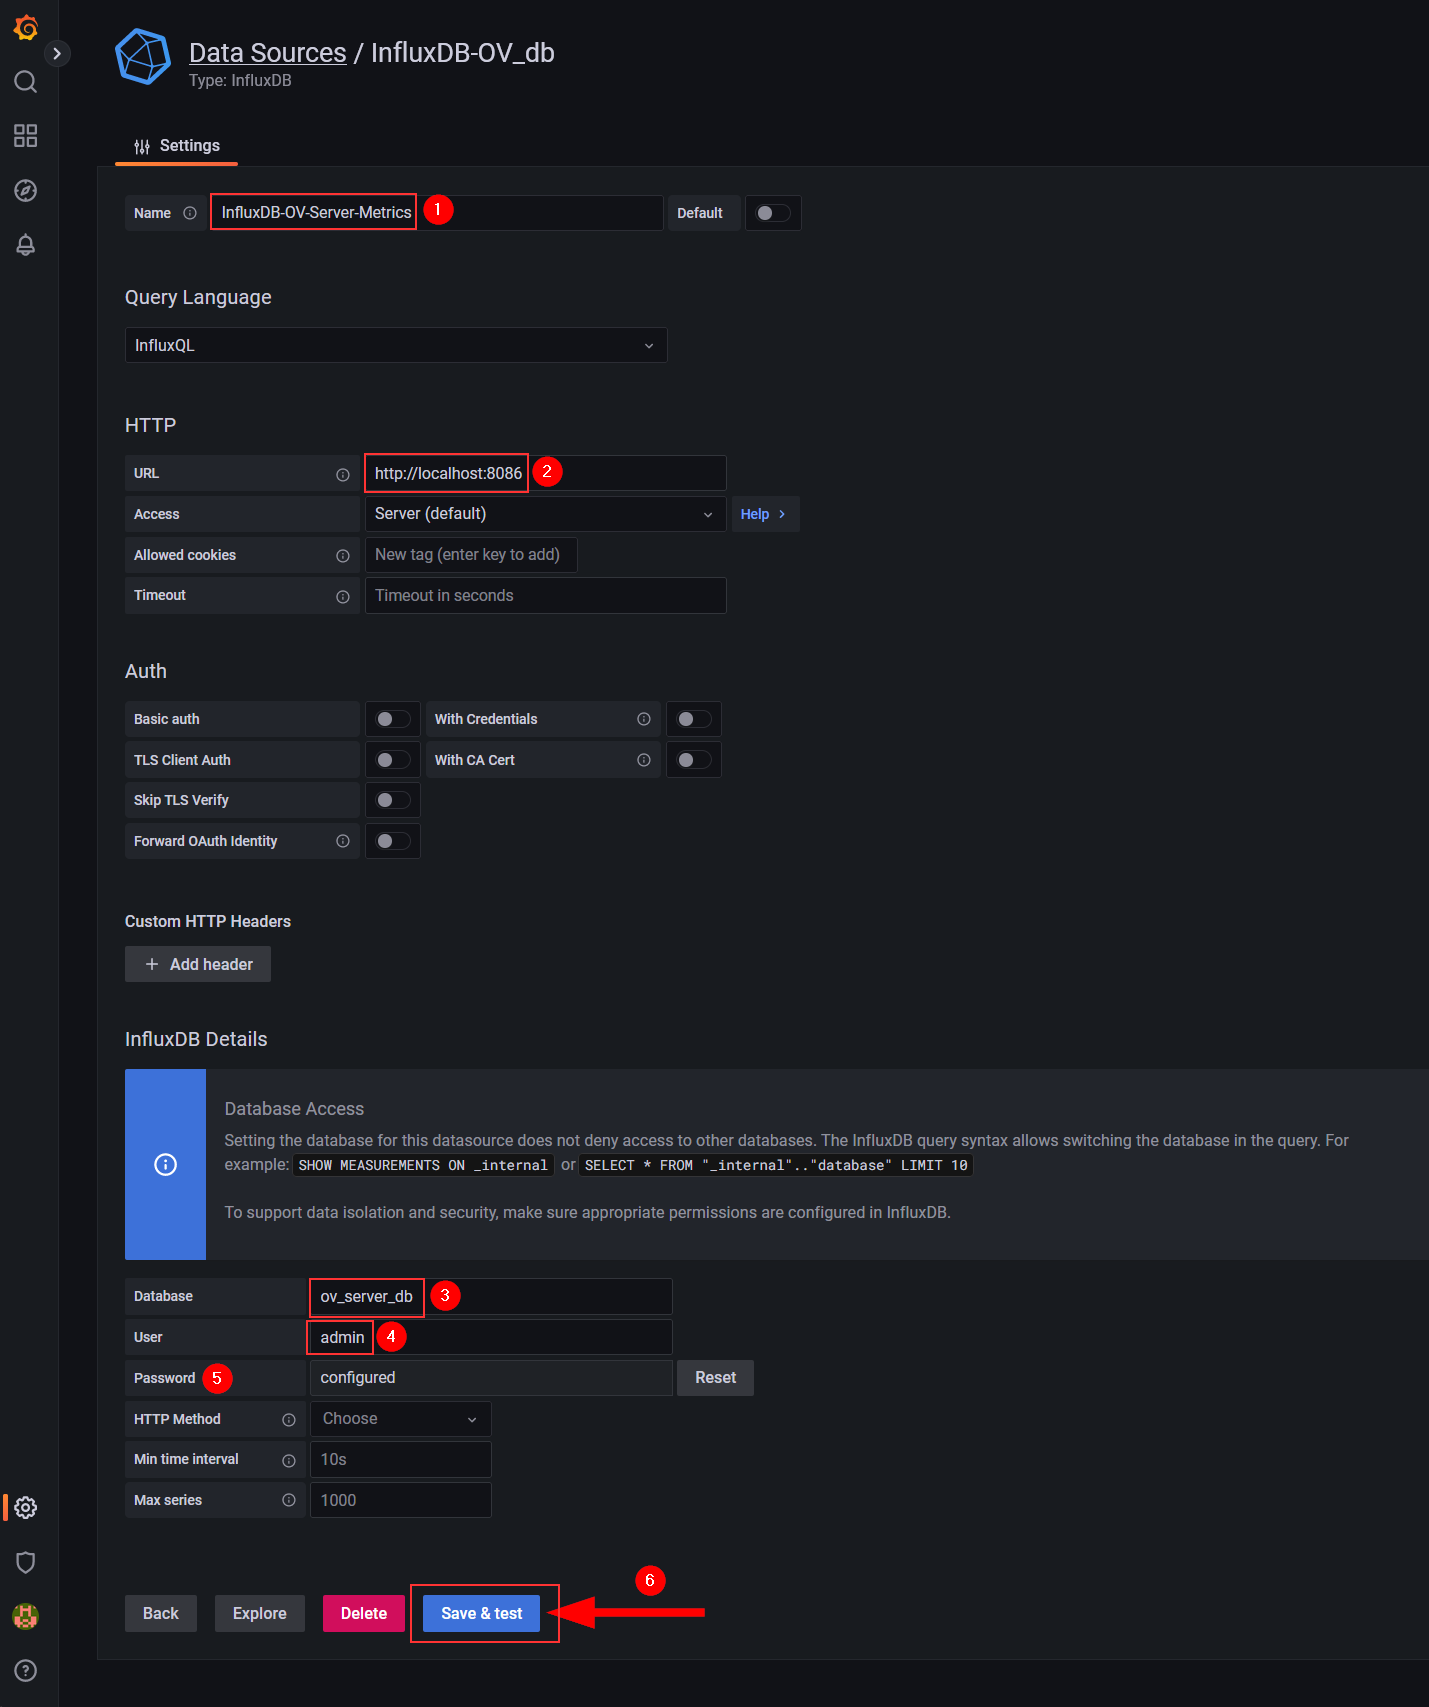 Data Sources / InfluxDB-OV_db
Type: InfluxDB
Settings
Name InfluxDB-OV-Server-Metrics 1 Default
Query Language
InfluxQL
HTTP
URL http://localhost:8086 2
Access Server (default) Help
Allowed cookies New tag (enter key to add)
Timeout Timeout in seconds
Auth
Basic auth With Credentials
TLS Client Auth With CA Cert
Skip TLS Verify
Forward OAuth Identity
Custom HTTP Headers
Add header
InfluxDB Details
Database Access
Setting the database for this datasource does not deny access to other databases. The InfluxDB query syntax allows switching the database in the query. For
example: SHOW MEASUREMENTS ON _internal or SELECT * FROM "_internal".."database" LIMIT 10
To support data isolation and security, make sure appropriate permissions are configured in InfluxDB.
Database ov_server_db 3
User admin 4
Password 5 configured Reset
HTTP Method Choose
Min time interval 10s
Max series 1000
6
Back Explore Delete Save & test